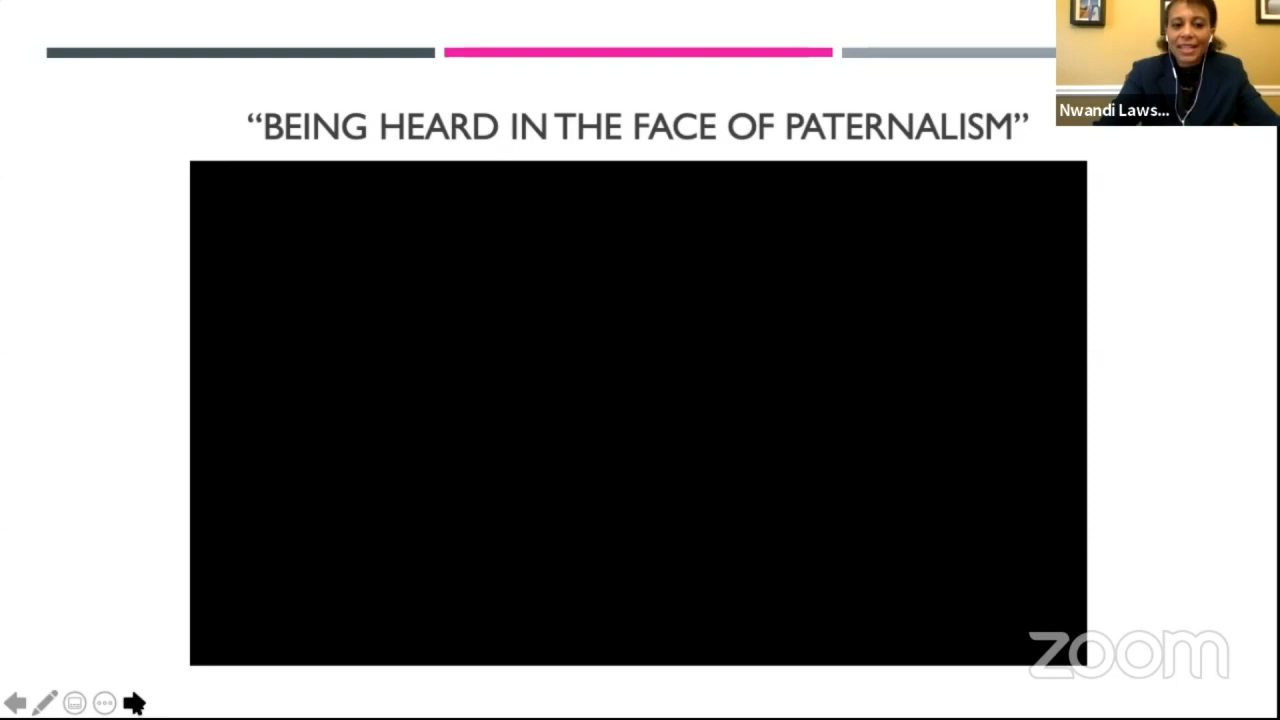 “BEING HEARD IN THE FACE OF PATERNALISM”
Nwandi Laws...
zoom